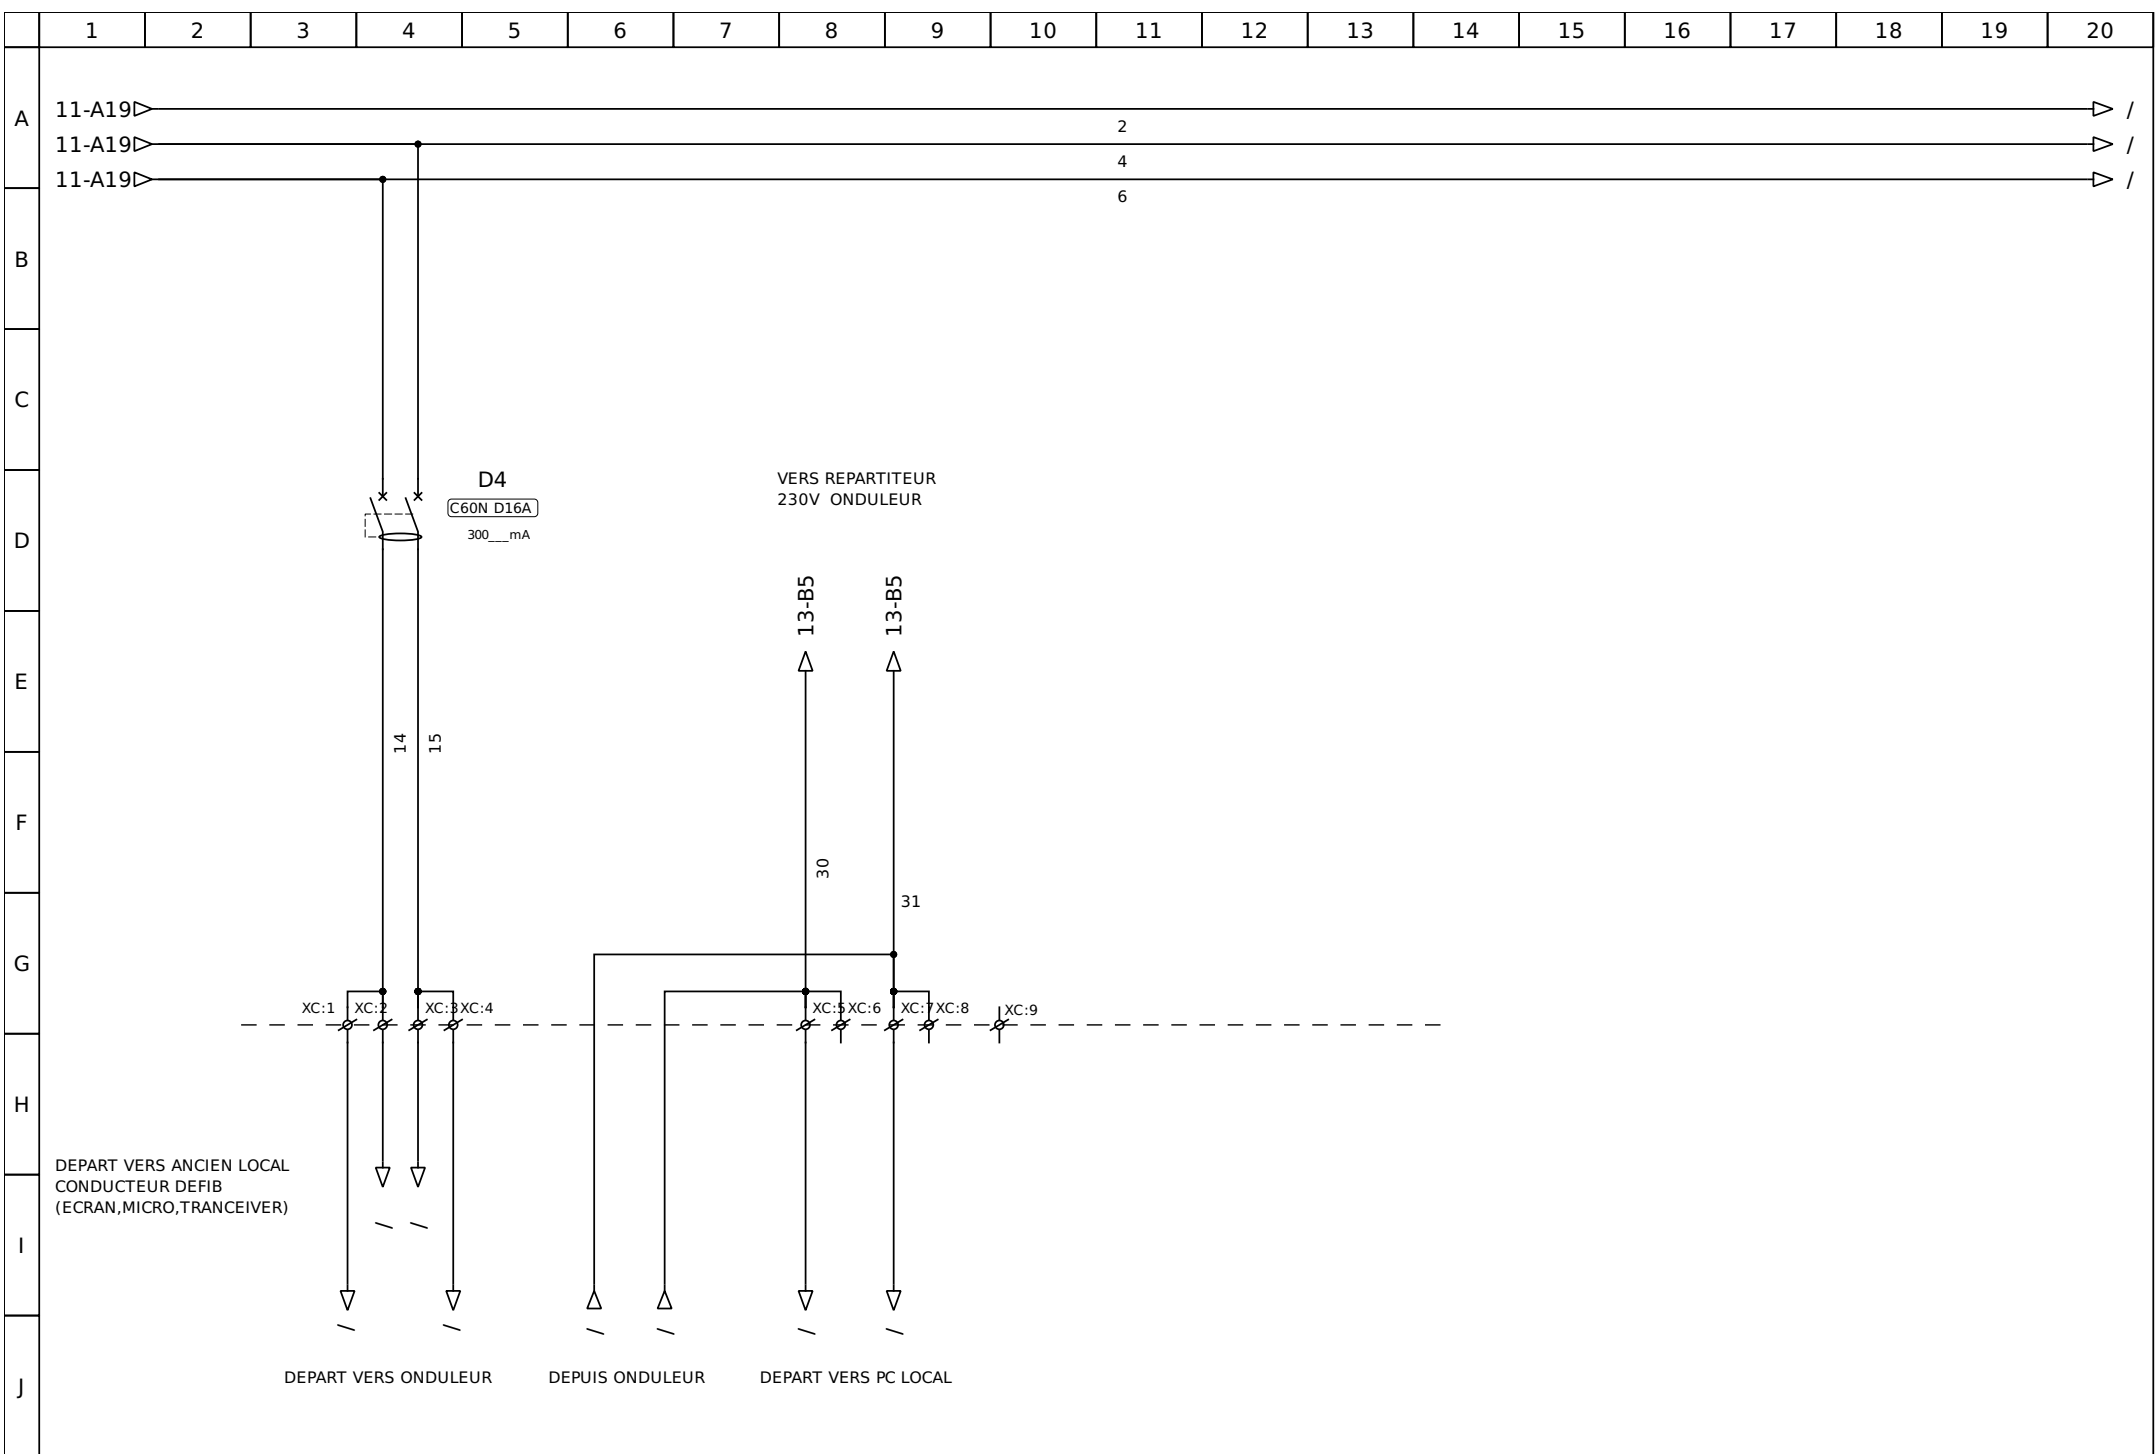 1 2 3 4 5 6 7 8 9 10 11 12 13 14 15 16 17 18 19 20
A
11-A19 /
2
11-A19 /
4
11-A19 /
6
B
C
D
D4
C60N D16A
300___mA
VERS REPARTITEUR
230V ONDULEUR
13-B5 13-B5
E
14 15
F
30
31
G
XC:1 XC:2 XC:3 XC:4 XC:5 XC:6 XC:7 XC:8 XC:9
H
DEPART VERS ANCIEN LOCAL
CONDUCTEUR DEFIB
(ECRAN,MICRO,TRANCEIVER)
/ /
I
/ / / / / /
DEPART VERS ONDULEUR DEPUIS ONDULEUR DEPART VERS PC LOCAL
J